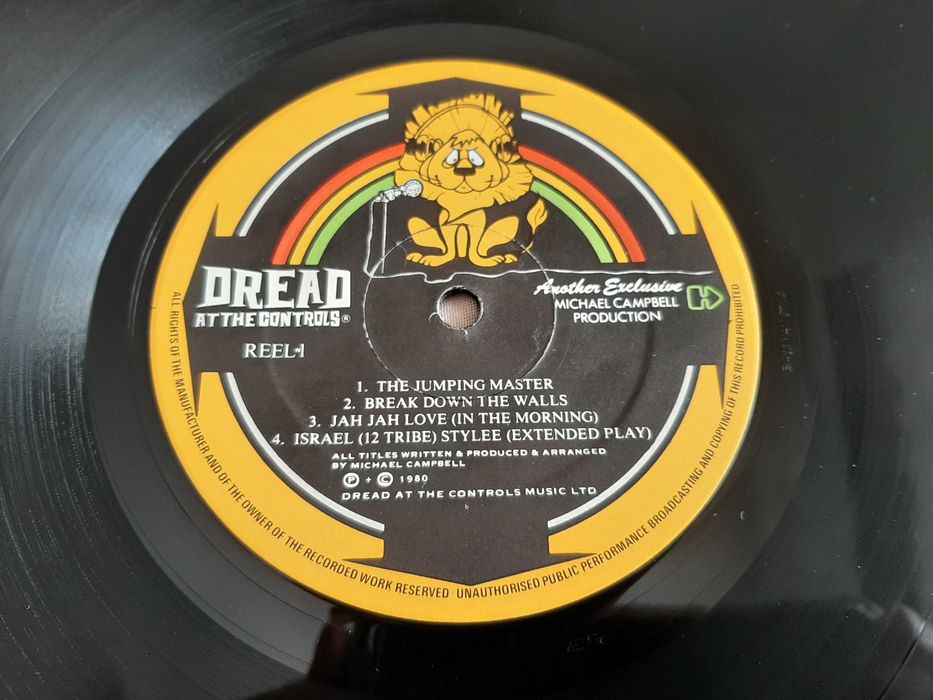 DREAD
AT THE CONTROLS®
REEL·1
Another Exclusive
MICHAEL CAMPBELL
PRODUCTION
1. THE JUMPING MASTER
2. BREAK DOWN THE WALLS
3. JAH JAH LOVE (IN THE MORNING)
4. ISRAEL (12 TRIBE) STYLEE (EXTENDED PLAY)
ALL TITLES WRITTEN & PRODUCED & ARRANGED
BY MICHAEL CAMPBELL
Ⓟ + © 1980
DREAD AT THE CONTROLS MUSIC LTD
ALL RIGHTS OF THE MANUFACTURER AND OF THE OWNER OF THE RECORDED WORK RESERVED UNAUTHORISED PUBLIC PERFORMANCE BROADCASTING AND COPYING OF THIS RECORD PROHIBITED